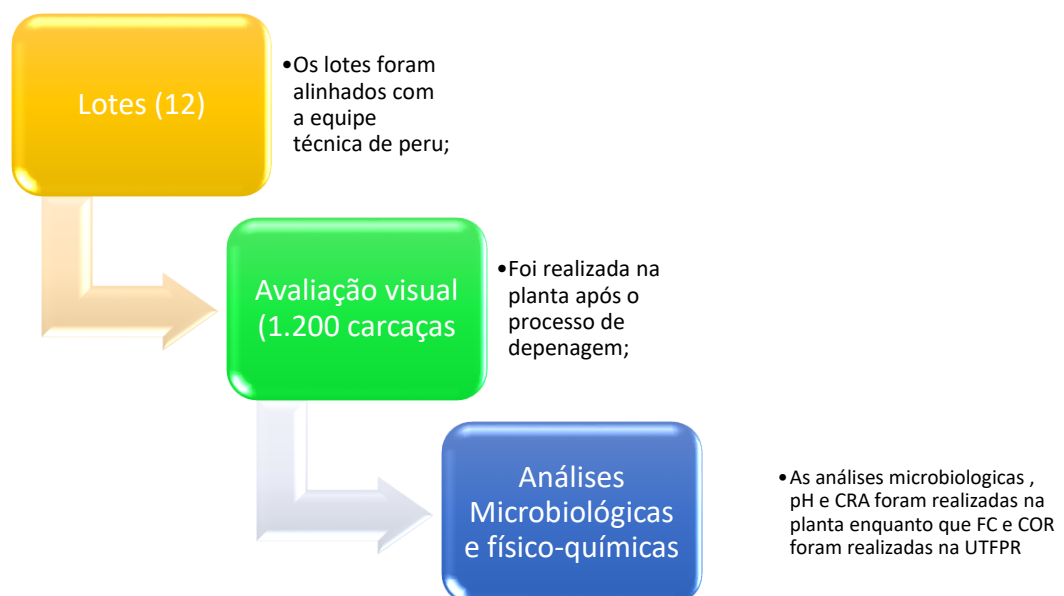 Lotes (12)
•Os lotes foram
alinhados com
a equipe
técnica de peru;
Avaliação visual
(1.200 carcaças
•Foi realizada na
planta após o
processo de
depenagem;
Análises
Microbiológicas
e físico-químicas
•As análises microbiologicas ,
pH e CRA foram realizadas na
planta enquanto que FC e COR
foram realizadas na UTFPR